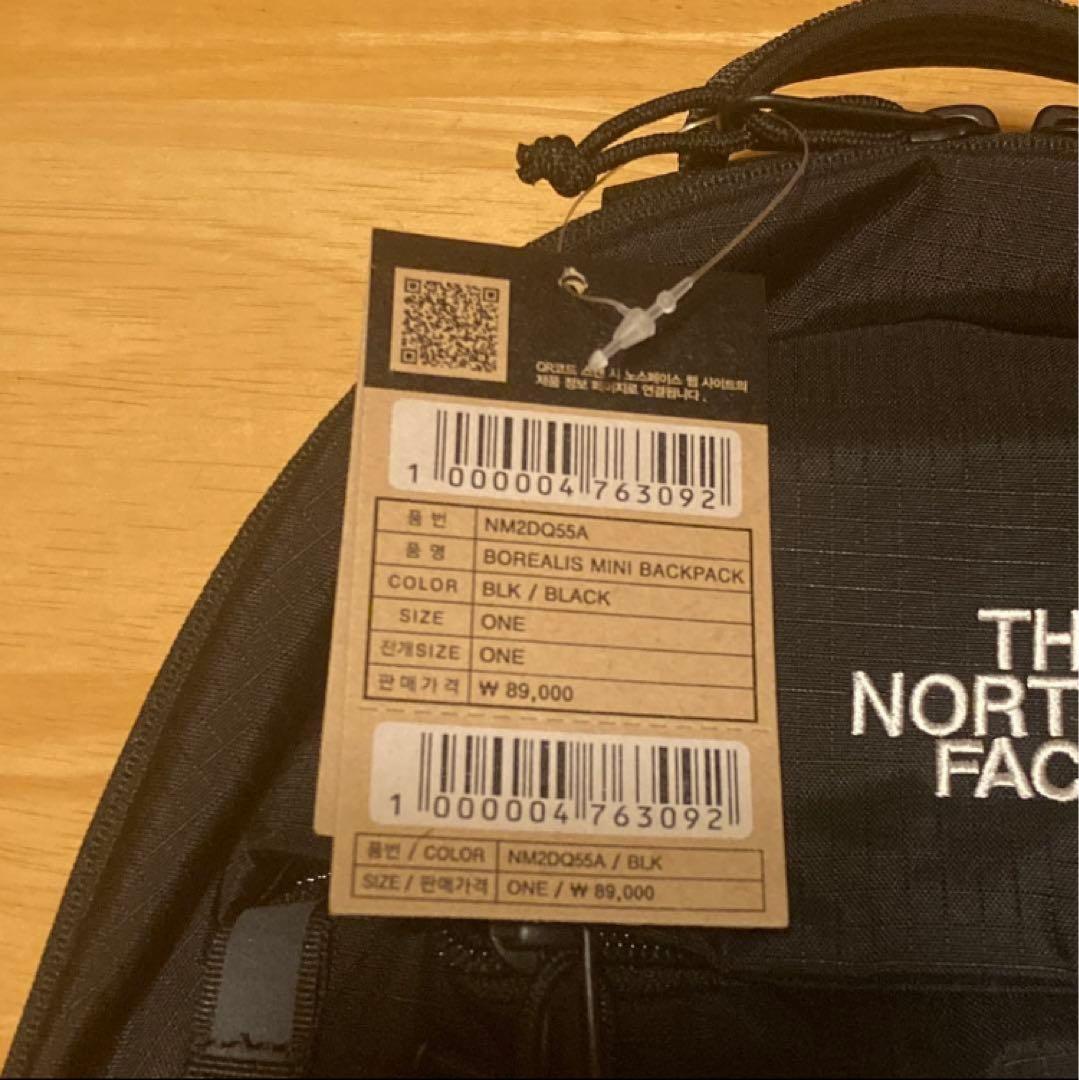 QR코드 스캔 시 노스페이스 웹 사이트의
제품 정보 페이지로 연결됩니다.
1 000004 763092
품 번 NM2DQ55A
품 명 BOREALIS MINI BACKPACK
COLOR BLK / BLACK
SIZE ONE
전개SIZE ONE
판매가격 ₩ 89,000
1 000004 763092
품번 / COLOR NM2DQ55A / BLK
SIZE / 판매가격 ONE / ₩ 89,000
TH
NORT
FAC